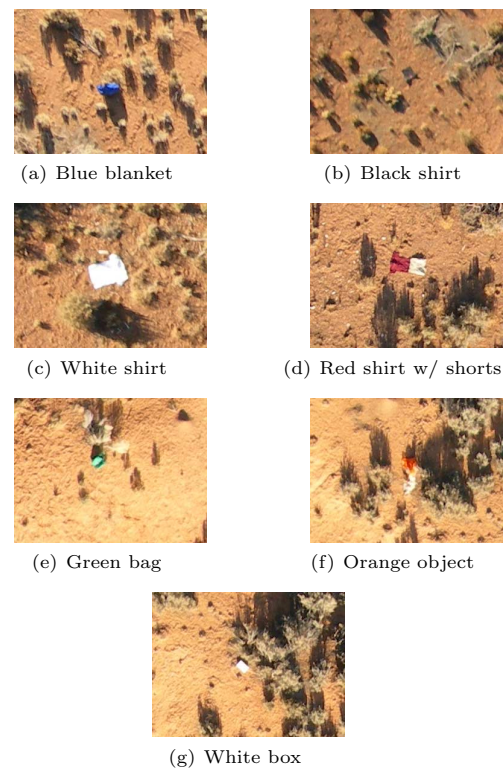 (a) Blue blanket
(b) Black shirt
(c) White shirt
(d) Red shirt w/ shorts
(e) Green bag
(f) Orange object
(g) White box